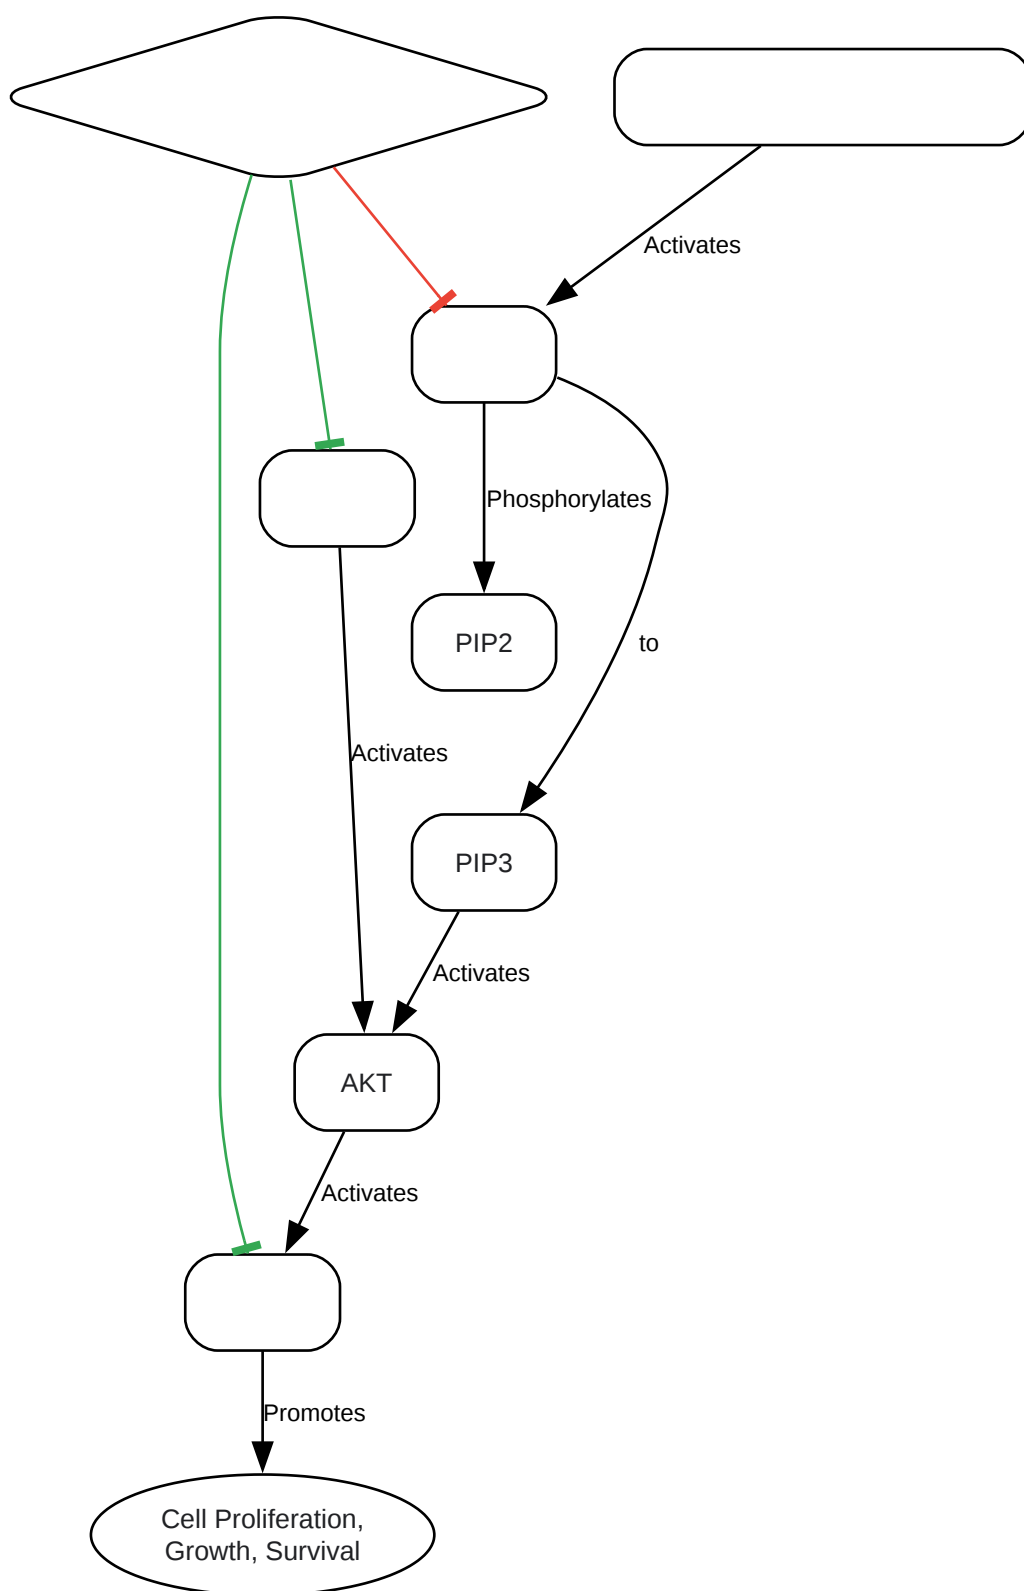 Activates
Phosphorylates
PIP2
to
Activates
PIP3
Activates
AKT
Activates
Promotes
Cell Proliferation,
Growth, Survival